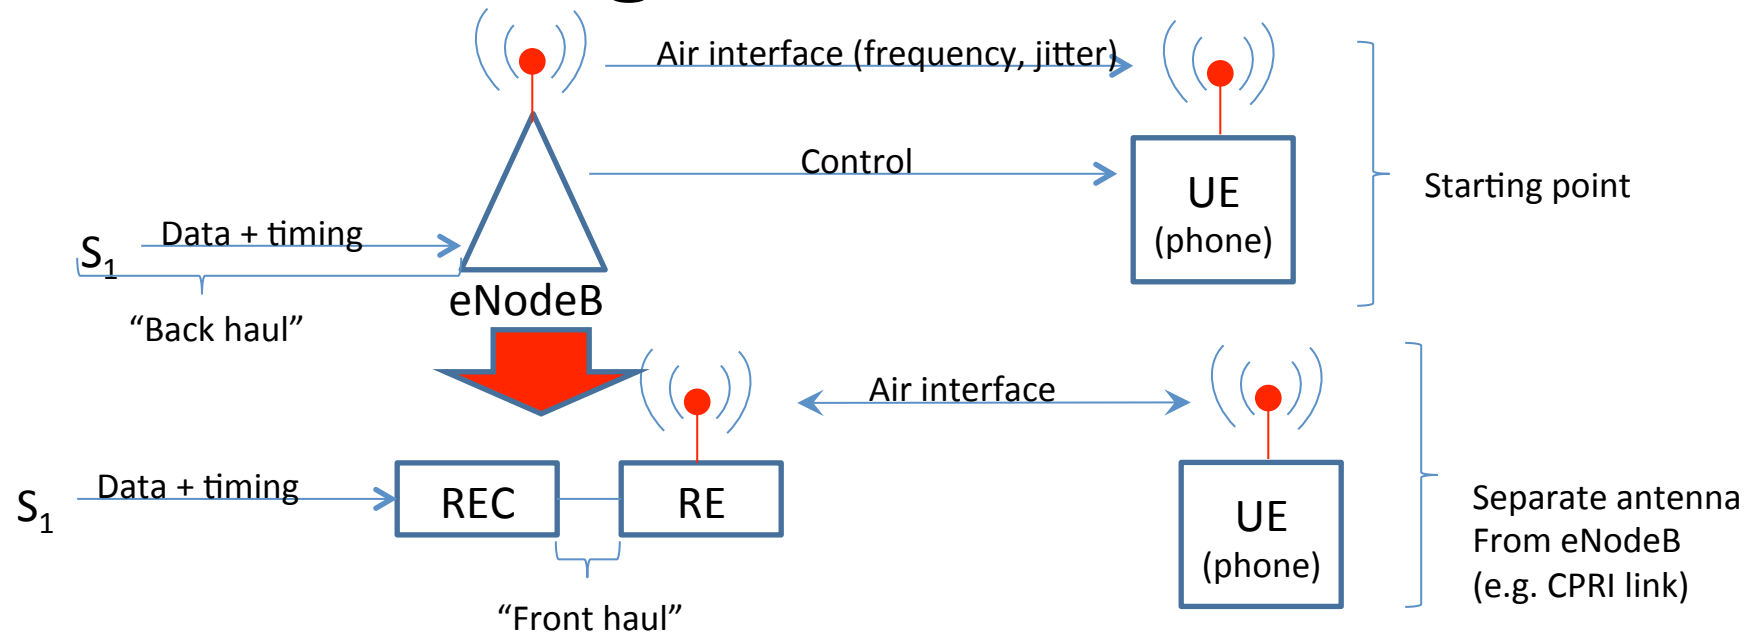 Air interface (frequency, jitter)
Control
UE
(phone)
Starting point
S1
Data + timing
"Back haul"
eNodeB
Air interface
S1
Data + timing
REC
RE
"Front haul"
UE
(phone)
Separate antenna
From eNodeB
(e.g. CPRI link)